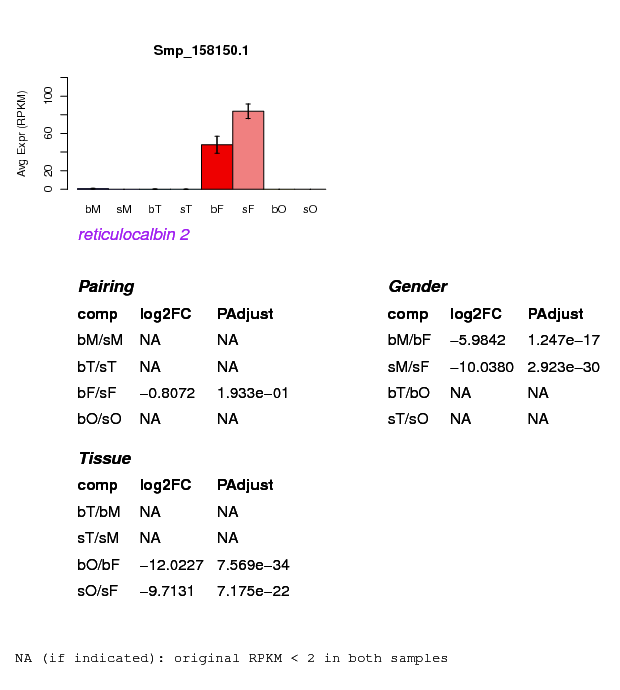 Smp_158150.1
Avg Expr (RPKM)
0 20 60 100
bM sM bT sT bF sF bO sO
reticulocalbin 2
Pairing
comp log2FC PAdjust
bM/sM NA NA
bT/sT NA NA
bF/sF −0.8072 1.933e−01
bO/sO NA NA
Gender
comp log2FC PAdjust
bM/bF −5.9842 1.247e−17
sM/sF −10.0380 2.923e−30
bT/bO NA NA
sT/sO NA NA
Tissue
comp log2FC PAdjust
bT/bM NA NA
sT/sM NA NA
bO/bF −12.0227 7.569e−34
sO/sF −9.7131 7.175e−22
NA (if indicated): original RPKM < 2 in both samples